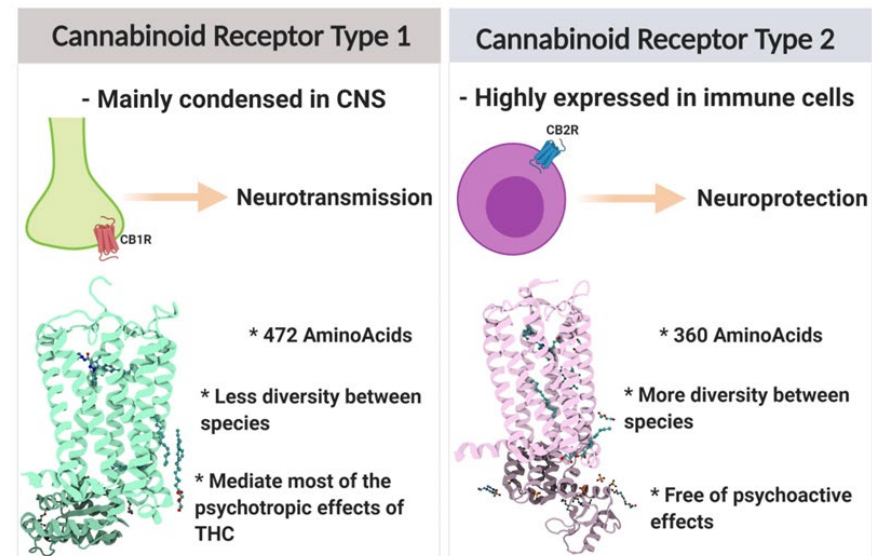 Cannabinoid Receptor Type 1
- Mainly condensed in CNS
Neurotransmission
CB1R
* 472 AminoAcids
* Less diversity between
species
* Mediate most of the
psychotropic effects of
THC
Cannabinoid Receptor Type 2
- Highly expressed in immune cells
CB2R
Neuroprotection
* 360 AminoAcids
* More diversity between
species
* Free of psychoactive
effects